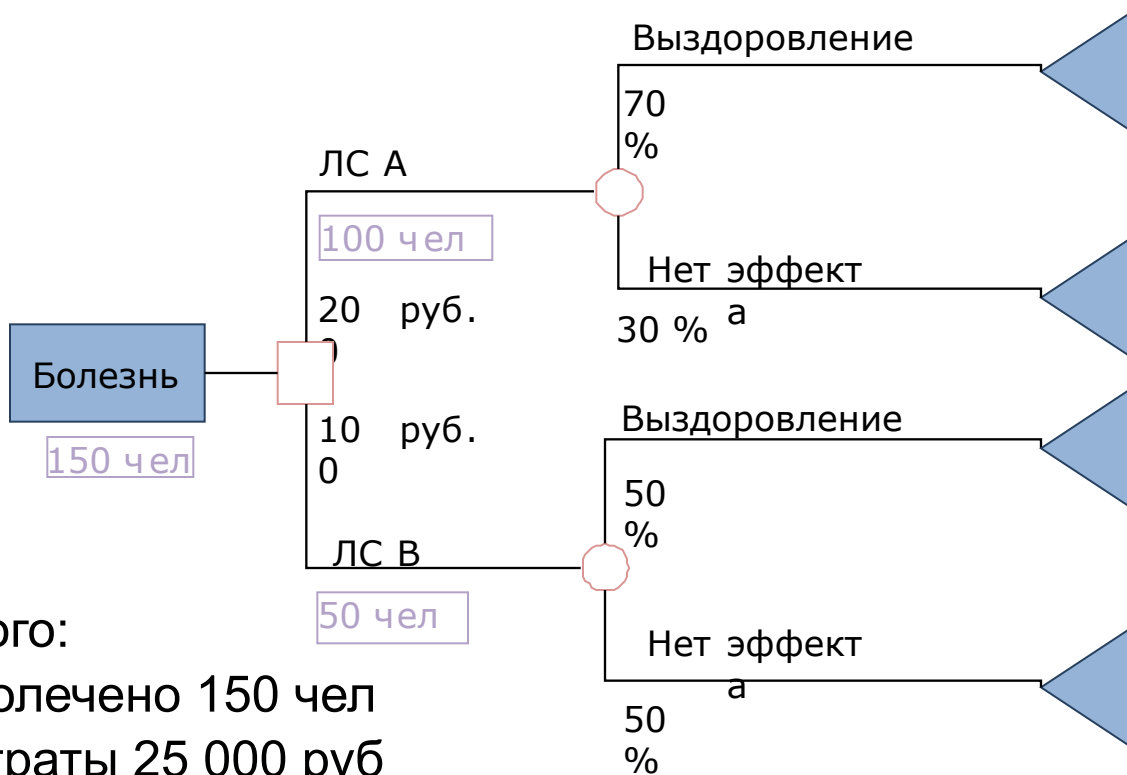 Выздоровление
70
%
ЛС А
100 чел
Нет эффект
а
30 %
20 руб.
0
Болезнь
150 чел
10 руб.
0
Выздоровление
50
%
ЛС В
50 чел
Нет эффект
а
50
%
ого:
олечено 150 чел
траты 25 000 руб